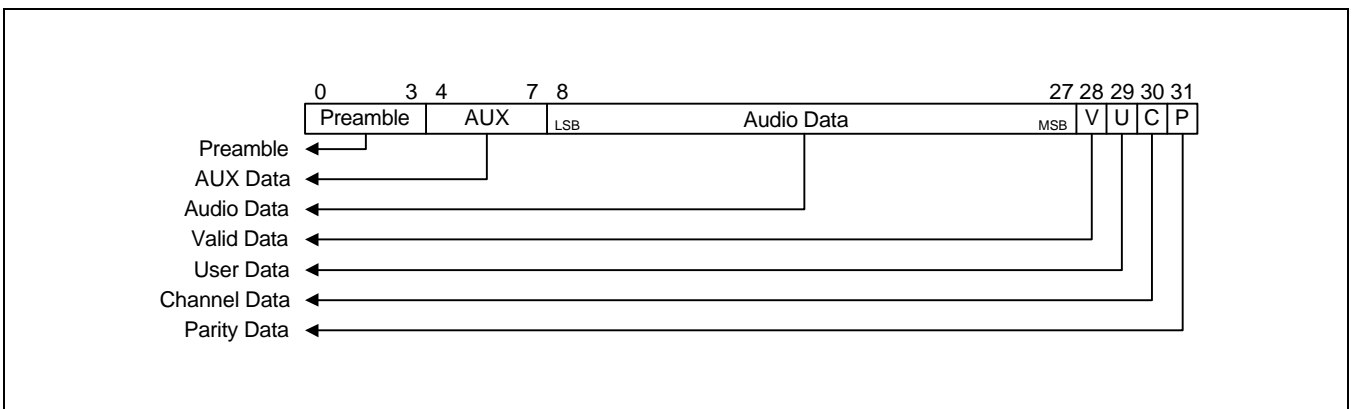 0 3 4 7 8 27 28 29 30 31
Preamble AUX LSB Audio Data MSB V U C P
Preamble
AUX Data
Audio Data
Valid Data
User Data
Channel Data
Parity Data